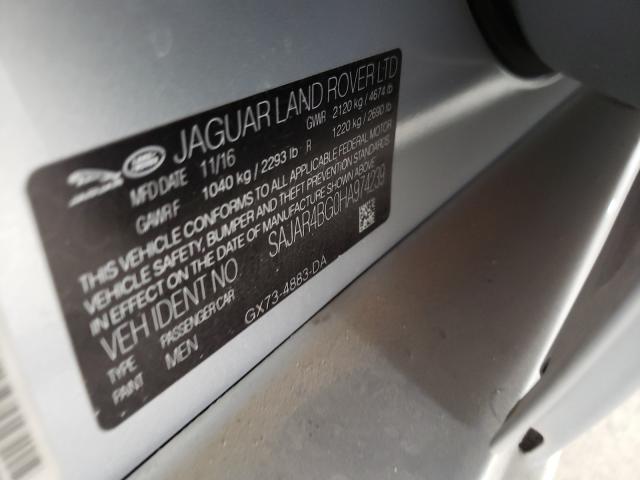 JAGUAR LAND ROVER LTD
MFD DATE 11/16 GVWR 2120 kg / 4674 lb
GAWR F 1040 kg / 2293 lb R 1220 kg / 2690 lb
THIS VEHICLE CONFORMS TO ALL APPLICABLE FEDERAL MOTOR
VEHICLE SAFETY, BUMPER AND THEFT PREVENTION STANDARDS
IN EFFECT ON THE DATE OF MANUFACTURE SHOWN ABOVE
VEH IDENT NO SAJAR4BG0HA974239
TYPE PASSENGER CAR
PAINT MEN GX73-4883-DA